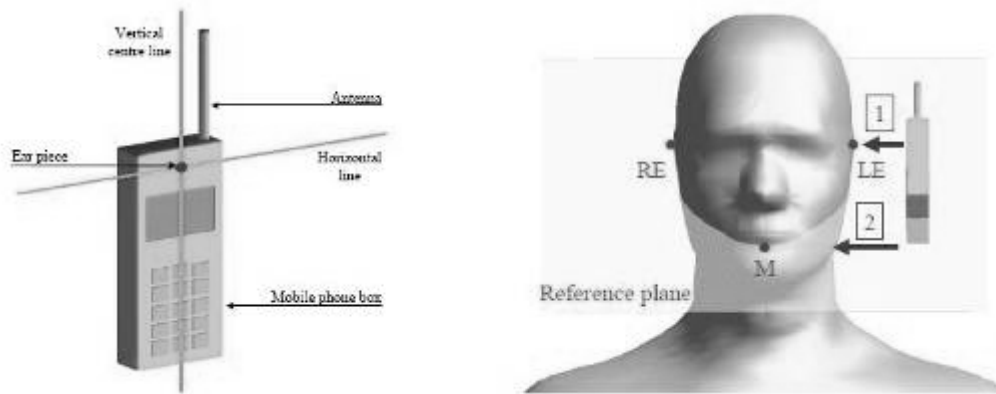 Vertical
centre line
Antenna
Ear piece
Horizontal
line
Mobile phone box
1
RE
LE
2
M
Reference plane